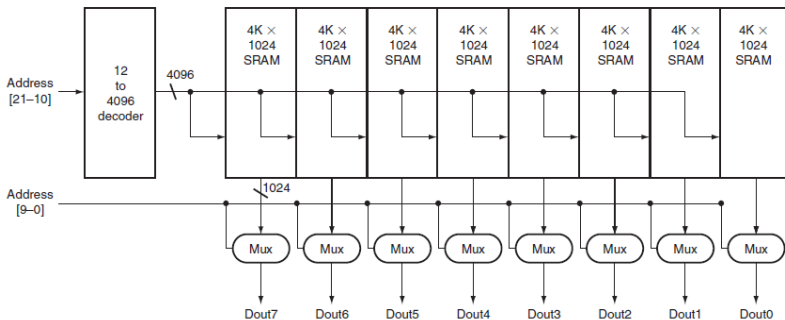 4K ×
1024
SRAM
4K ×
1024
SRAM
4K ×
1024
SRAM
4K ×
1024
SRAM
4K ×
1024
SRAM
4K ×
1024
SRAM
4K ×
1024
SRAM
4K ×
1024
SRAM
Address
[21–10]
12
to
4096
decoder
4096
Address
[9–0]
1024
Mux
Mux
Mux
Mux
Mux
Mux
Mux
Mux
Dout7
Dout6
Dout5
Dout4
Dout3
Dout2
Dout1
Dout0